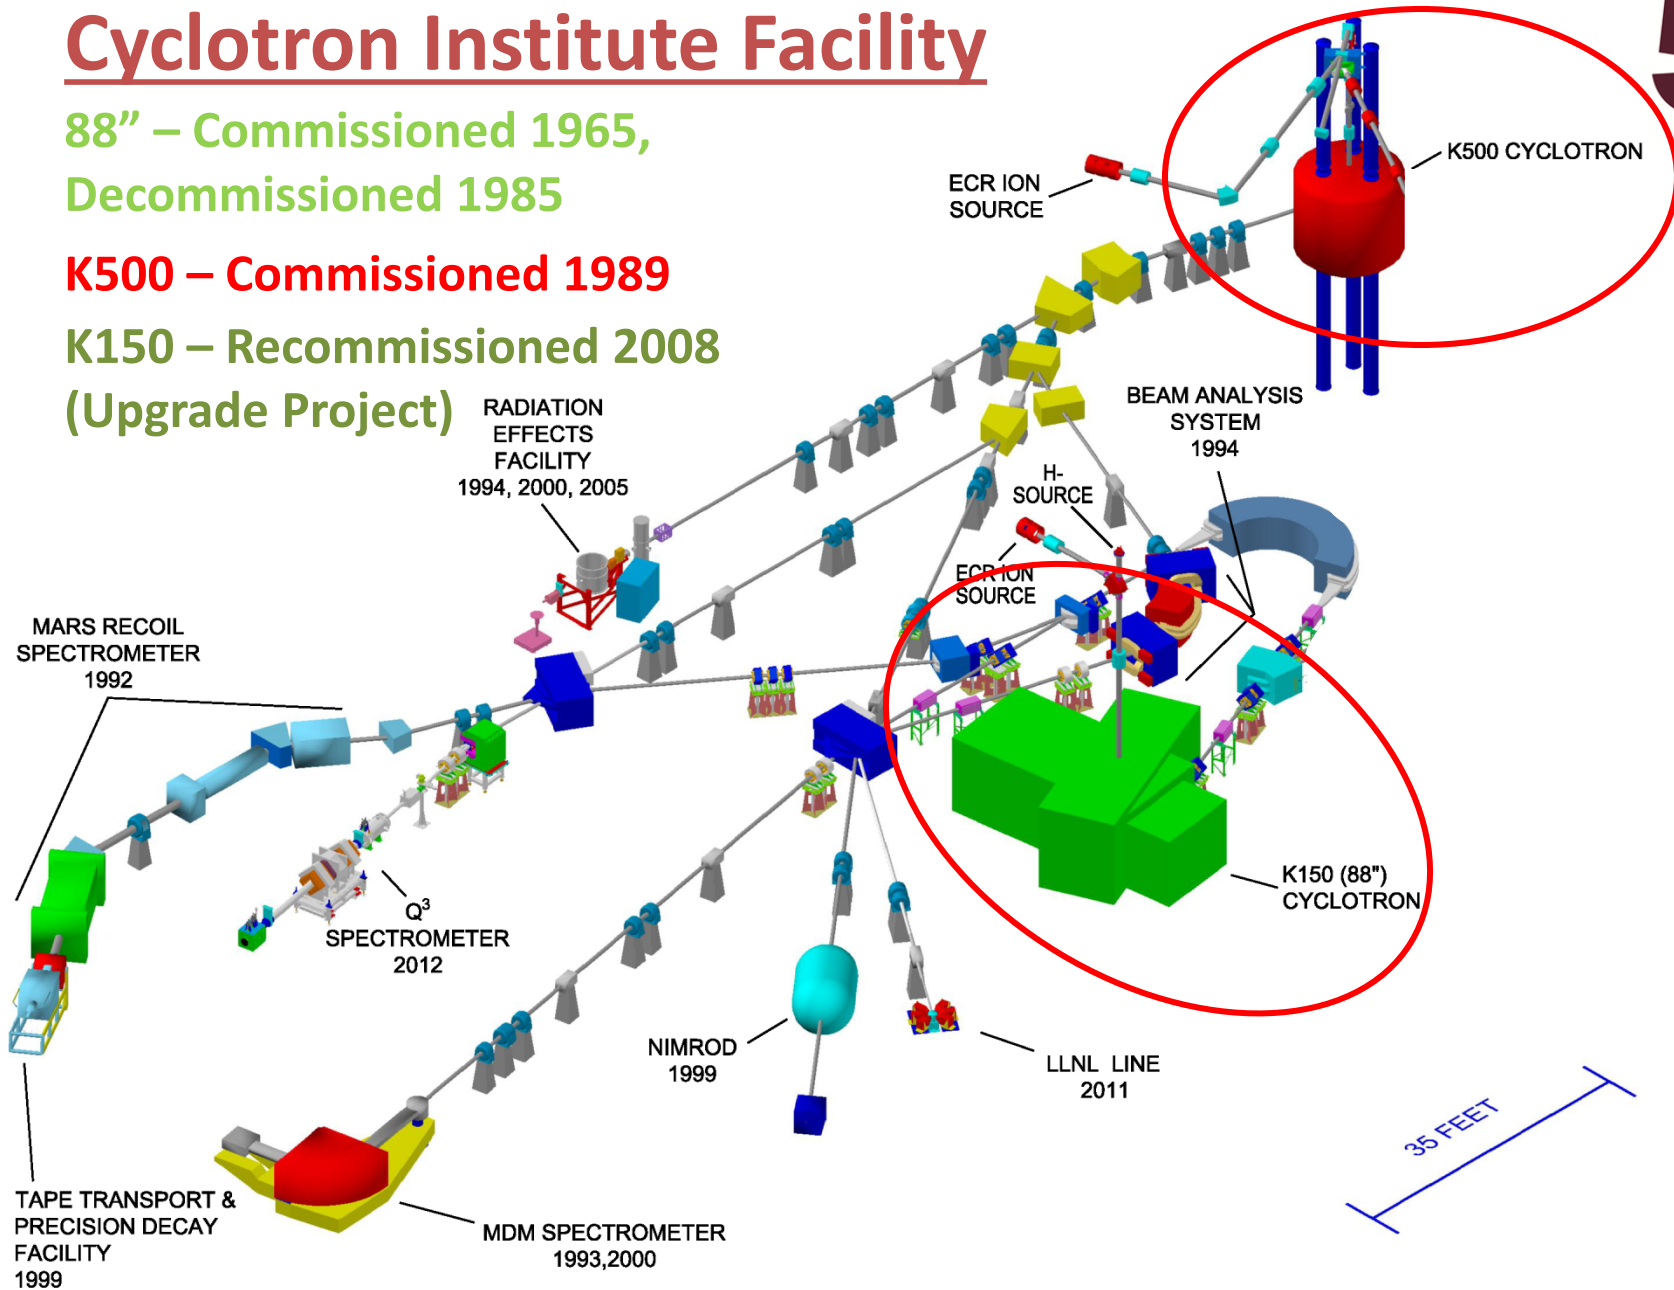 Cyclotron Institute Facility
88” – Commissioned 1965,
Decommissioned 1985
K500 – Commissioned 1989
K150 – Recommissioned 2008
(Upgrade Project)
K500 CYCLOTRON
ECR ION
SOURCE
BEAM ANALYSIS
SYSTEM
1994
RADIATION
EFFECTS
FACILITY
1994, 2000, 2005
H-
SOURCE
ECR ION
SOURCE
MARS RECOIL
SPECTROMETER
1992
K150 (88")
CYCLOTRON
Q³
SPECTROMETER
2012
NIMROD
1999
LLNL LINE
2011
35 FEET
TAPE TRANSPORT &
PRECISION DECAY
FACILITY
1999
MDM SPECTROMETER
1993,2000